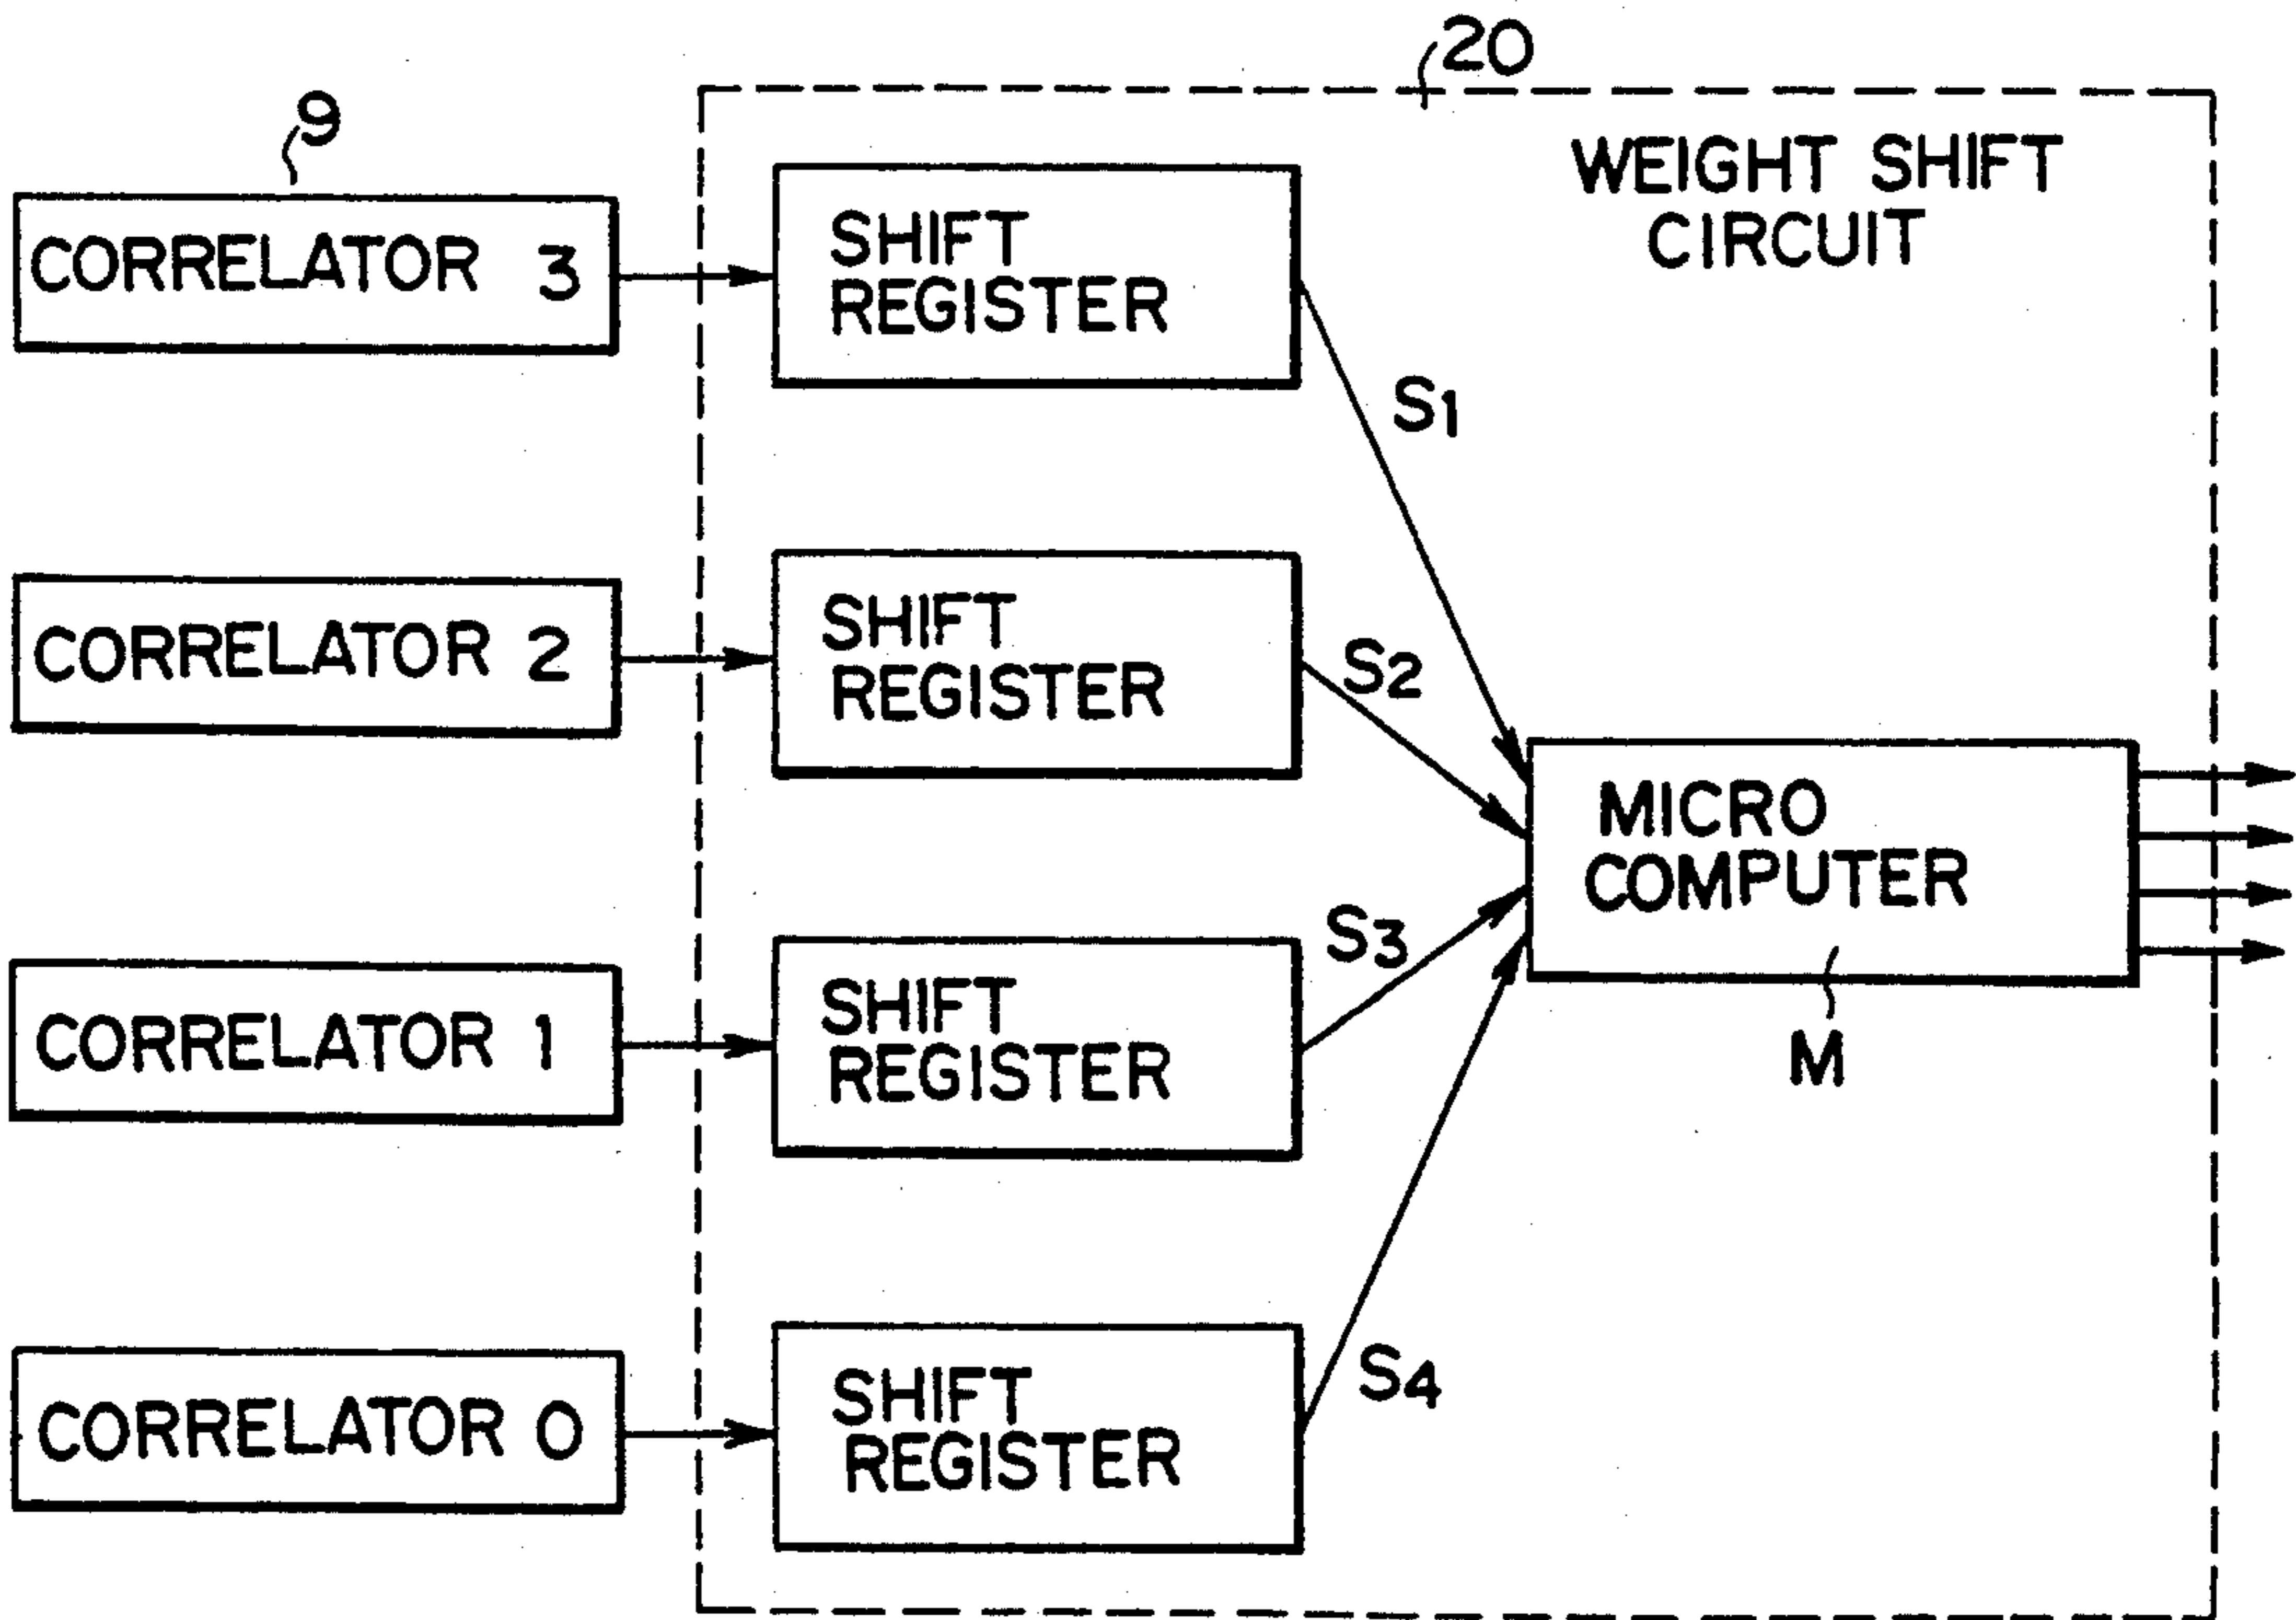 20
9
WEIGHT SHIFT
CIRCUIT
CORRELATOR 3
SHIFT
REGISTER
S1
CORRELATOR 2
SHIFT
REGISTER
S2
MICRO
COMPUTER
M
CORRELATOR 1
SHIFT
REGISTER
S3
CORRELATOR 0
SHIFT
REGISTER
S4